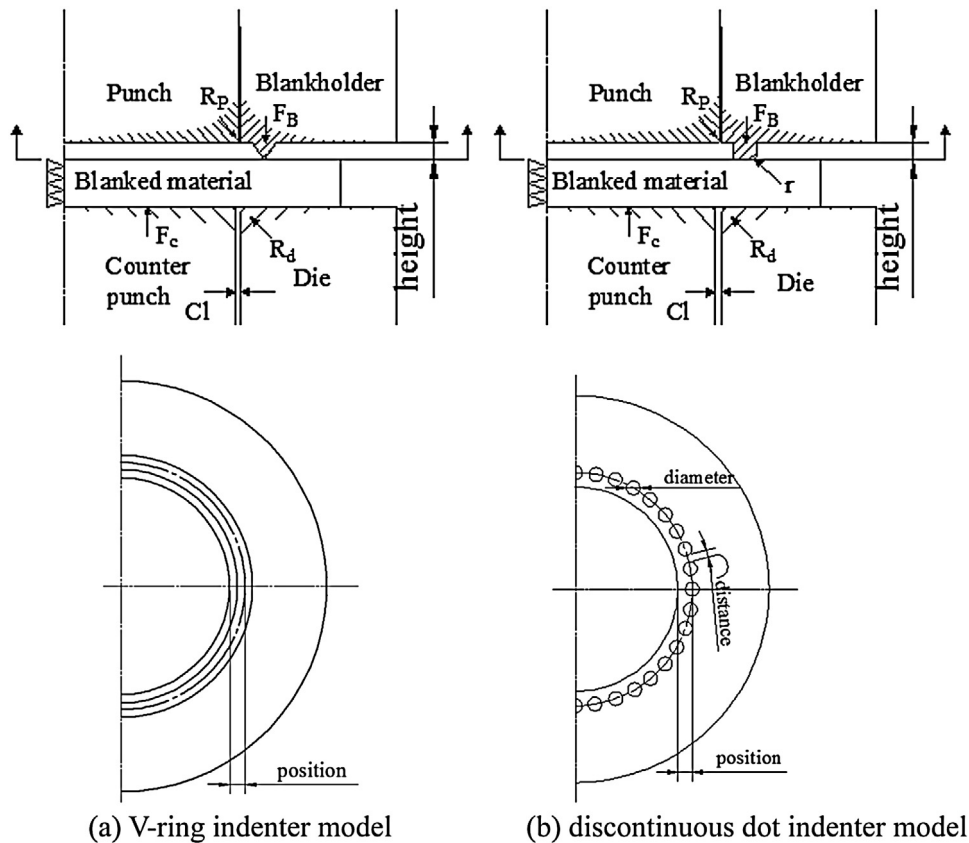 Punch
Blankholder
R_P
F_B
Blanked material
F_c
R_d
Counter
punch
Die
Cl
height
Punch
Blankholder
R_P
F_B
Blanked material
r
F_c
R_d
Counter
punch
Die
Cl
height
position
diameter
distance
position
(a) V-ring indenter model
(b) discontinuous dot indenter model